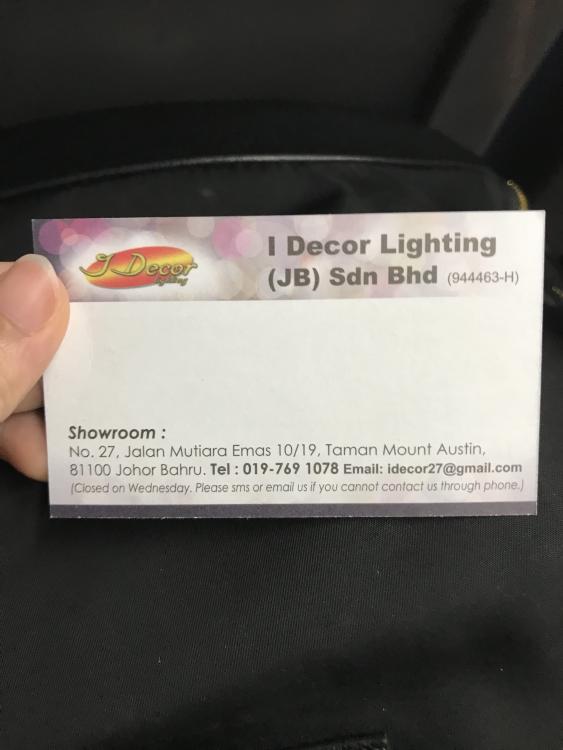 I Decor
Lighting
I Decor Lighting
(JB) Sdn Bhd (944463-H)
Showroom :
No. 27, Jalan Mutiara Emas 10/19, Taman Mount Austin,
81100 Johor Bahru. Tel : 019-769 1078 Email: idecor27@gmail.com
(Closed on Wednesday. Please sms or email us if you cannot contact us through phone.)